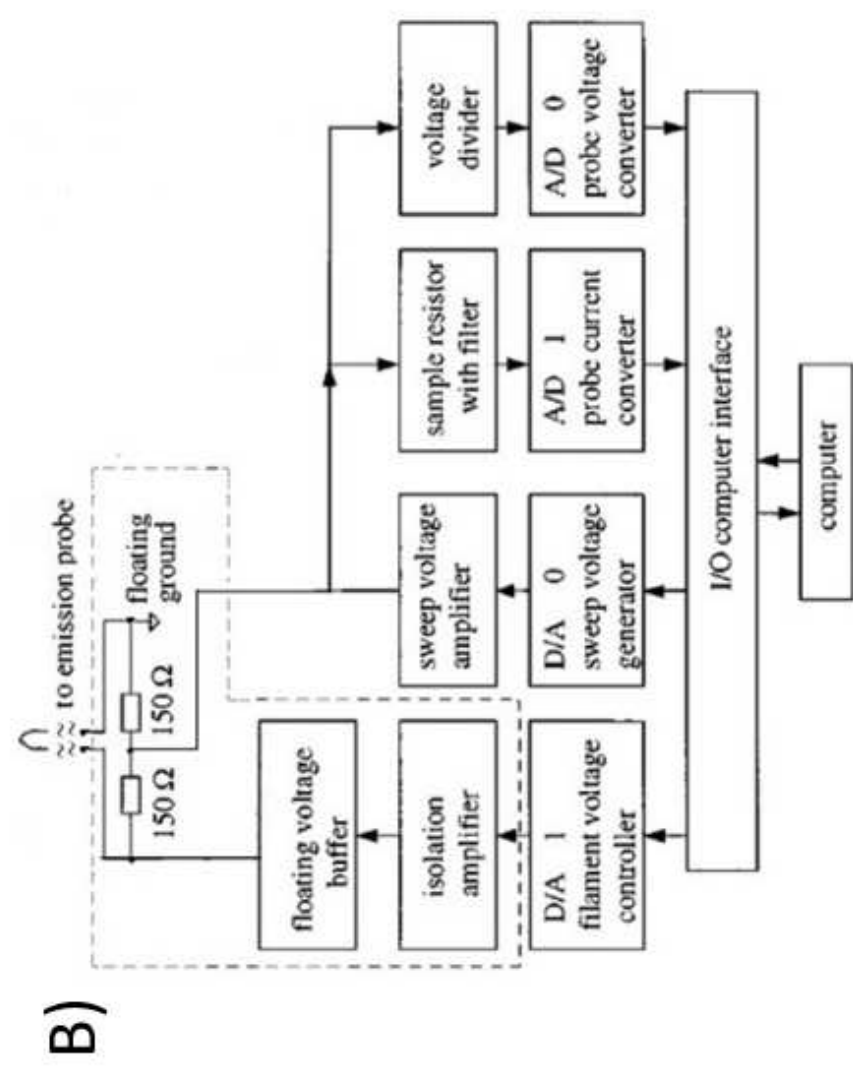 B)
to emission probe
150 Ω
150 Ω
floating
ground
floating voltage
buffer
isolation
amplifier
sweep voltage
amplifier
sample resistor
with filter
voltage
divider
D/A 1
filament voltage
controller
D/A 0
sweep voltage
generator
A/D 1
probe current
converter
A/D 0
probe voltage
converter
I/O computer interface
computer